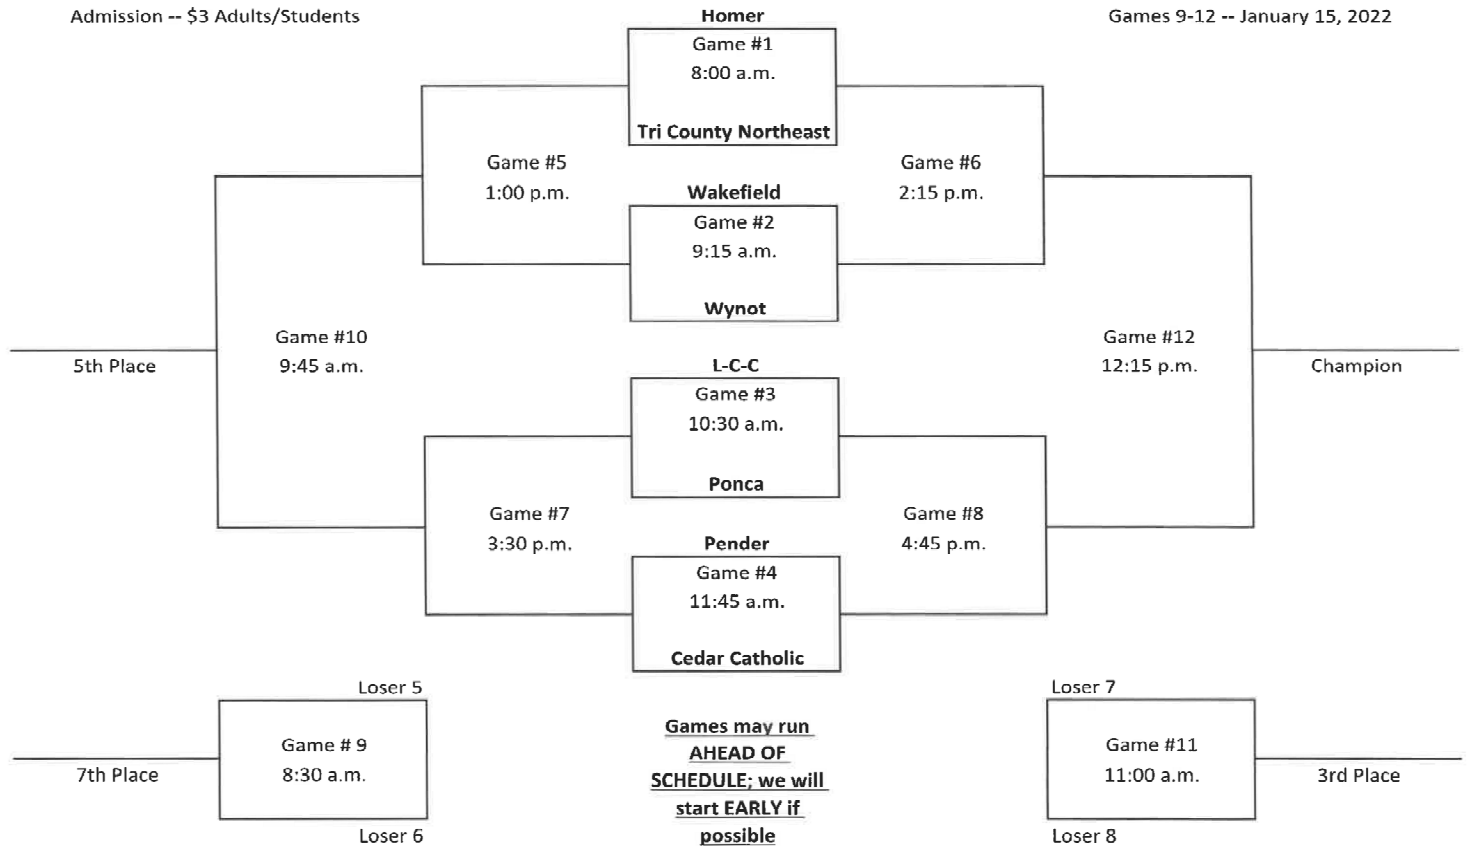 Admission -- $3 Adults/Students
Homer
Games 9-12 -- January 15, 2022
Game #1
8:00 a.m.
Tri County Northeast
Game #5
1:00 p.m.
Game #6
2:15 p.m.
Wakefield
Game #2
9:15 a.m.
Wynot
Game #10
9:45 a.m.
5th Place
Game #12
12:15 p.m.
Champion
L-C-C
Game #3
10:30 a.m.
Ponca
Game #7
3:30 p.m.
Game #8
4:45 p.m.
Pender
Game #4
11:45 a.m.
Cedar Catholic
Loser 5
Game # 9
8:30 a.m.
7th Place
Loser 6
Games may run
AHEAD OF
SCHEDULE; we will
start EARLY if
possible
Loser 7
Game #11
11:00 a.m.
3rd Place
Loser 8